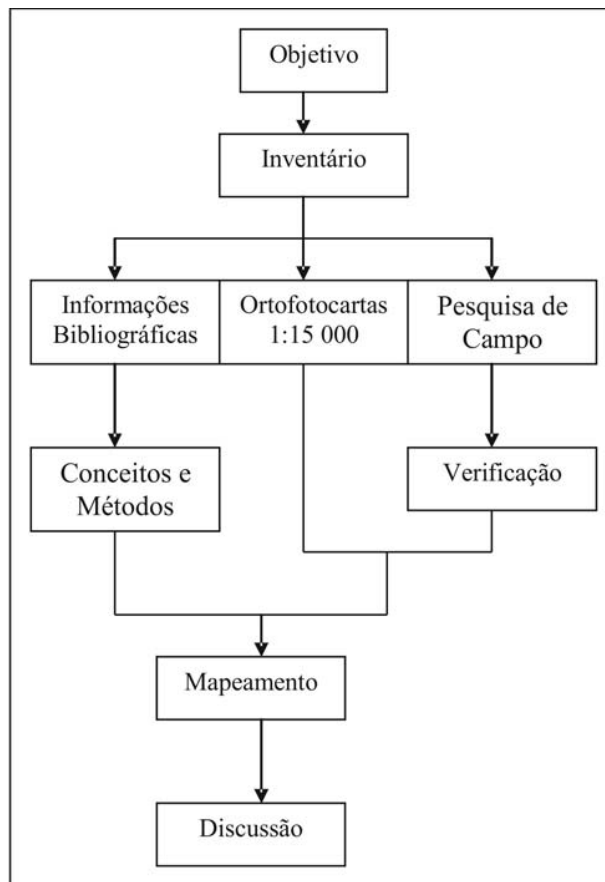 Objetivo
Inventário
Informações
Bibliográficas
Ortofotocartas
1:15 000
Pesquisa de
Campo
Conceitos e
Métodos
Verificação
Mapeamento
Discussão